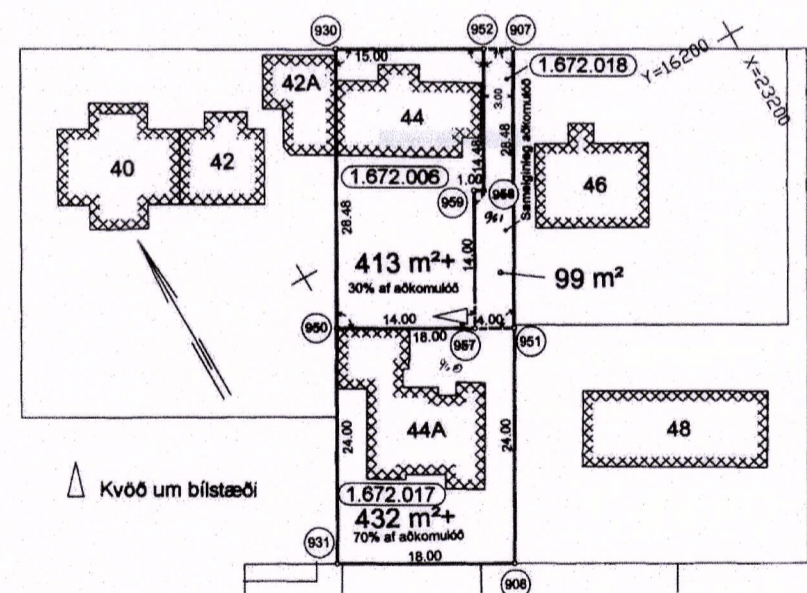 930
952
907
15.00
1.672.018
Y=16200
X=23200
42A
44
3.00
14.48
28.48
Sameiginleg aðkomulóð
40
42
1.672.006
1.00
959
958
46
28.48
413 m²+
30% af aðkomulóð
14.00
99 m²
14.00
4.00
950
18.00
957
951
24.00
44A
24.00
48
Kvöð um bílstæði
1.672.017
432 m²+
70% af aðkomulóð
931
18.00
906